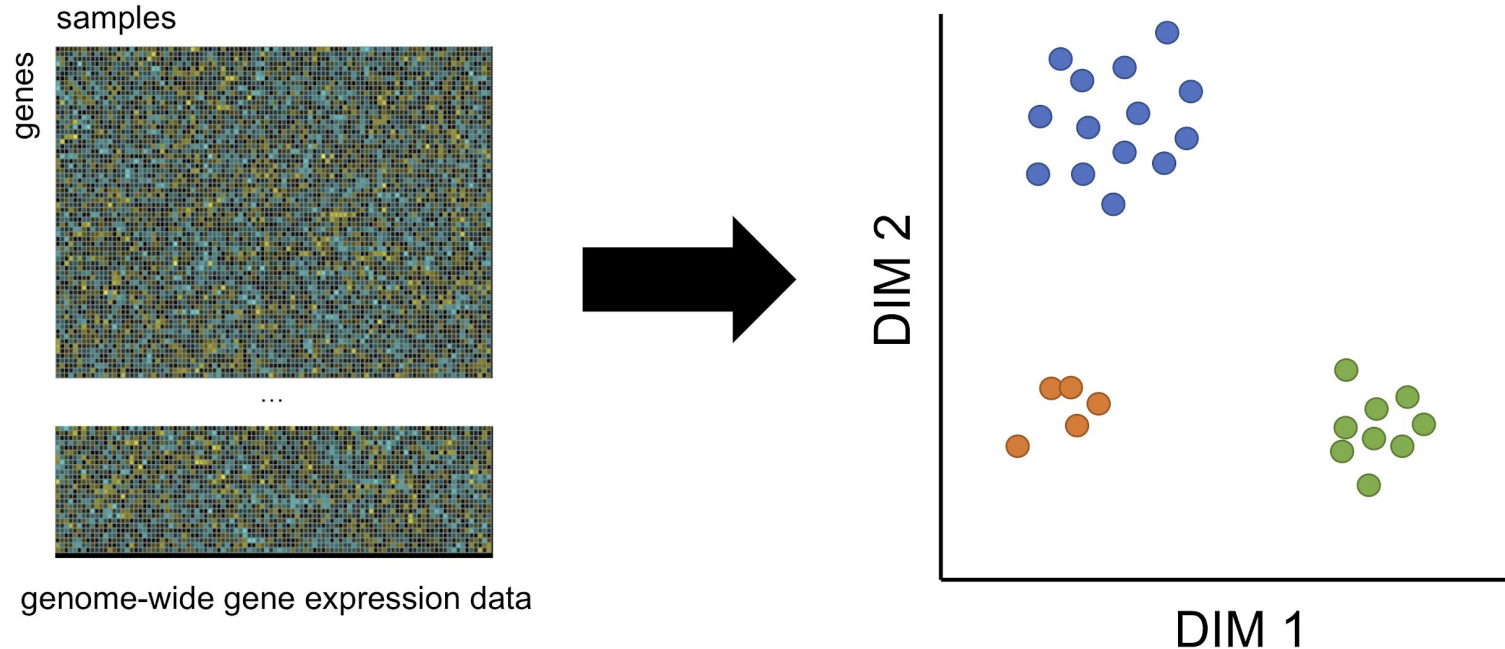 samples
genes
...
genome-wide gene expression data
DIM 2
DIM 1